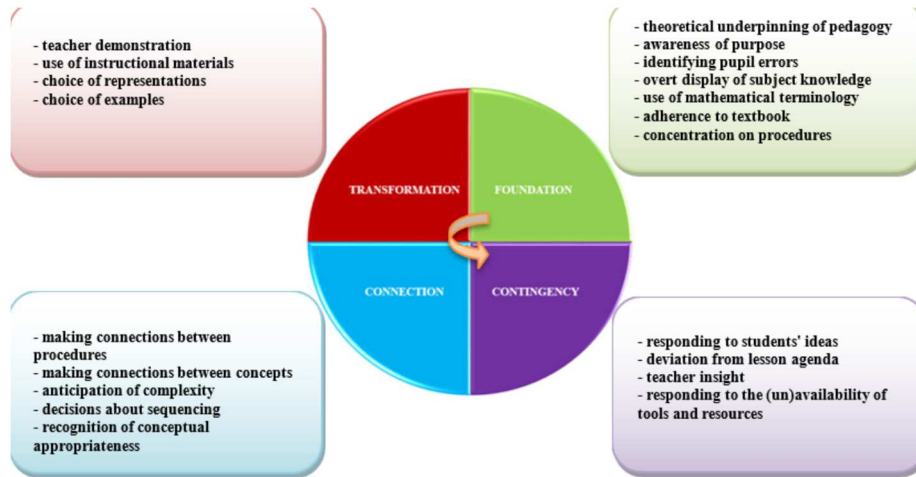 - teacher demonstration
- use of instructional materials
- choice of representations
- choice of examples
- theoretical underpinning of pedagogy
- awareness of purpose
- identifying pupil errors
- overt display of subject knowledge
- use of mathematical terminology
- adherence to textbook
- concentration on procedures
TRANSFORMATION
FOUNDATION
CONNECTION
CONTINGENCY
- making connections between
procedures
- making connections between concepts
- anticipation of complexity
- decisions about sequencing
- recognition of conceptual
appropriateness
- responding to students' ideas
- deviation from lesson agenda
- teacher insight
- responding to the (un)availability of
tools and resources